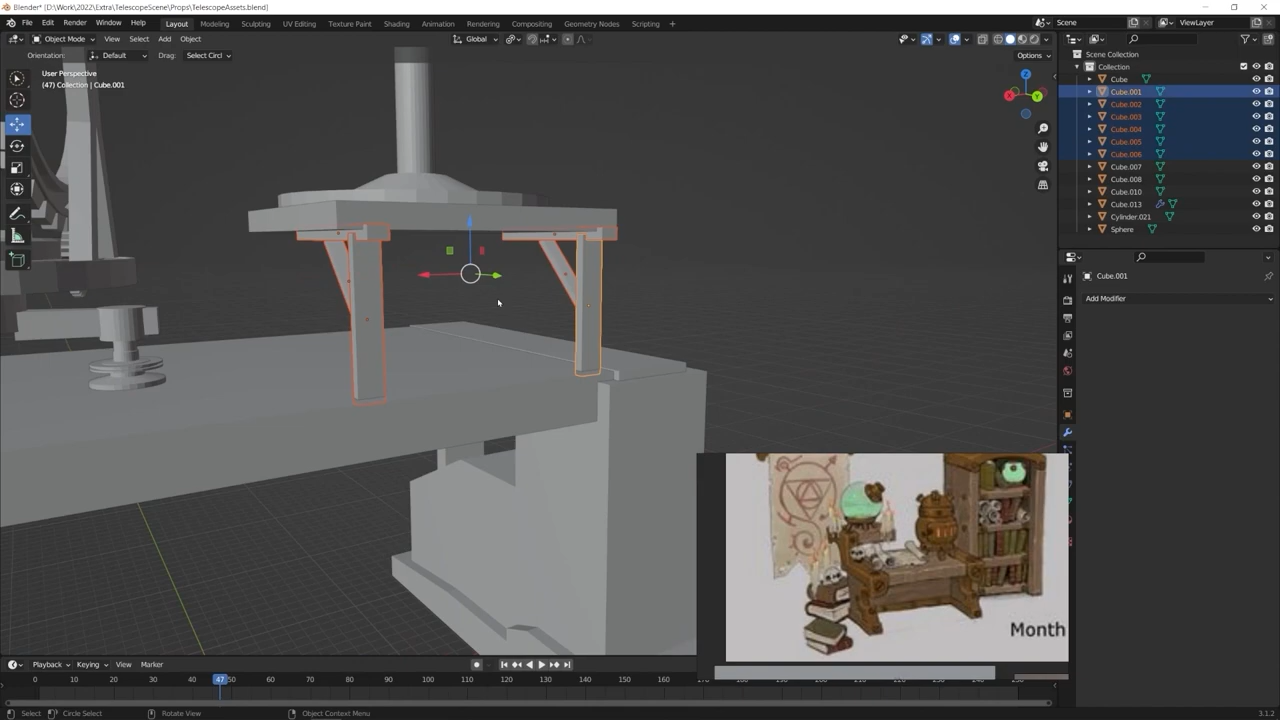 Blender* [D:\Work\2022\Extra\TelescopeScene\Props\TelescopeAssets.blend]
File Edit Render Window Help
Layout Modeling Sculpting UV Editing Texture Paint Shading Animation Rendering Compositing Geometry Nodes Scripting +
Scene ViewLayer
Object Mode View Select Add Object Global Options
Orientation: Default Drag: Select Circl
User Perspective
(47) Collection | Cube.001
Scene Collection
Collection
Cube
Cube.001
Cube.002
Cube.003
Cube.004
Cube.005
Cube.006
Cube.007
Cube.008
Cube.010
Cube.013
Cylinder.021
Sphere
Cube.001
Add Modifier
X Y Z
Month
Playback Keying View Marker
0 10 20 30 40 47 50 60 70 80 90 100 110 120 130 140 150 160
Select Circle Select Rotate View Object Context Menu 3.1.2